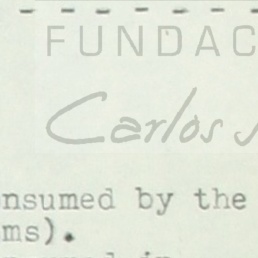 FUNDAC
Carlos
nsumed by the
ms).